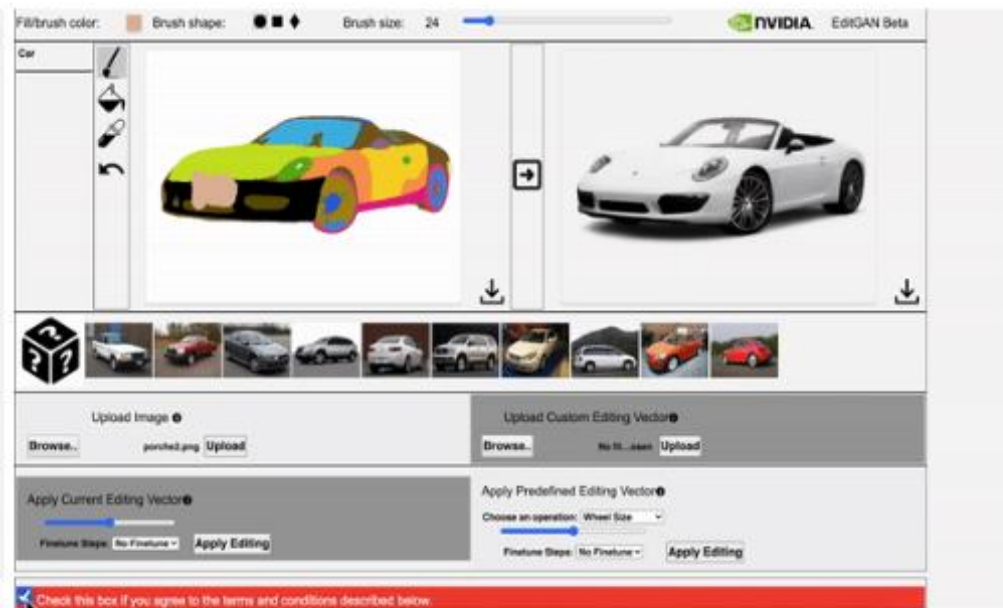 Fill/brush color: Brush shape: Brush size: 24 NVIDIA. EditGAN Beta
Car
Upload Image
Browse.. porche2.png Upload
Upload Custom Editing Vector
Browse.. No fil...osen Upload
Apply Current Editing Vector
Finetune Steps: No Finetune Apply Editing
Apply Predefined Editing Vector
Choose an operation: Wheel Size
Finetune Steps: No Finetune Apply Editing
Check this box if you agree to the terms and conditions described below.